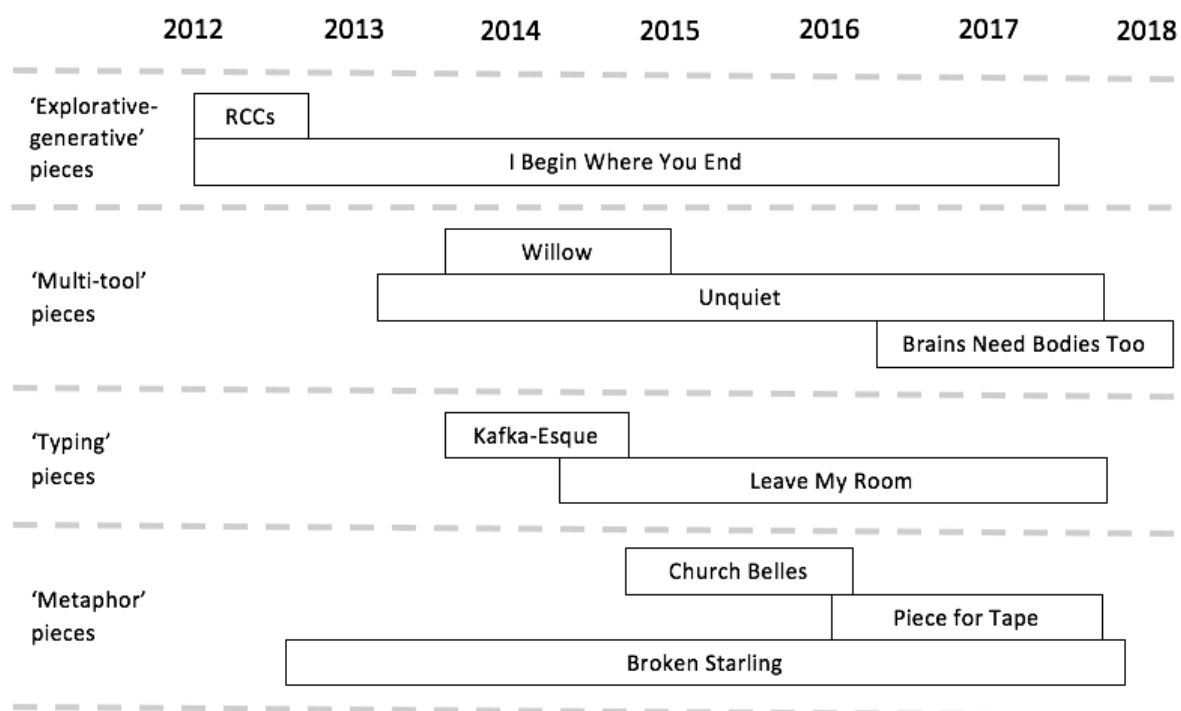 2012 2013 2014 2015 2016 2017 2018
‘Explorative-
generative’
pieces
RCCs
I Begin Where You End
‘Multi-tool’
pieces
Willow
Unquiet
Brains Need Bodies Too
‘Typing’
pieces
Kafka-Esque
Leave My Room
‘Metaphor’
pieces
Church Belles
Piece for Tape
Broken Starling